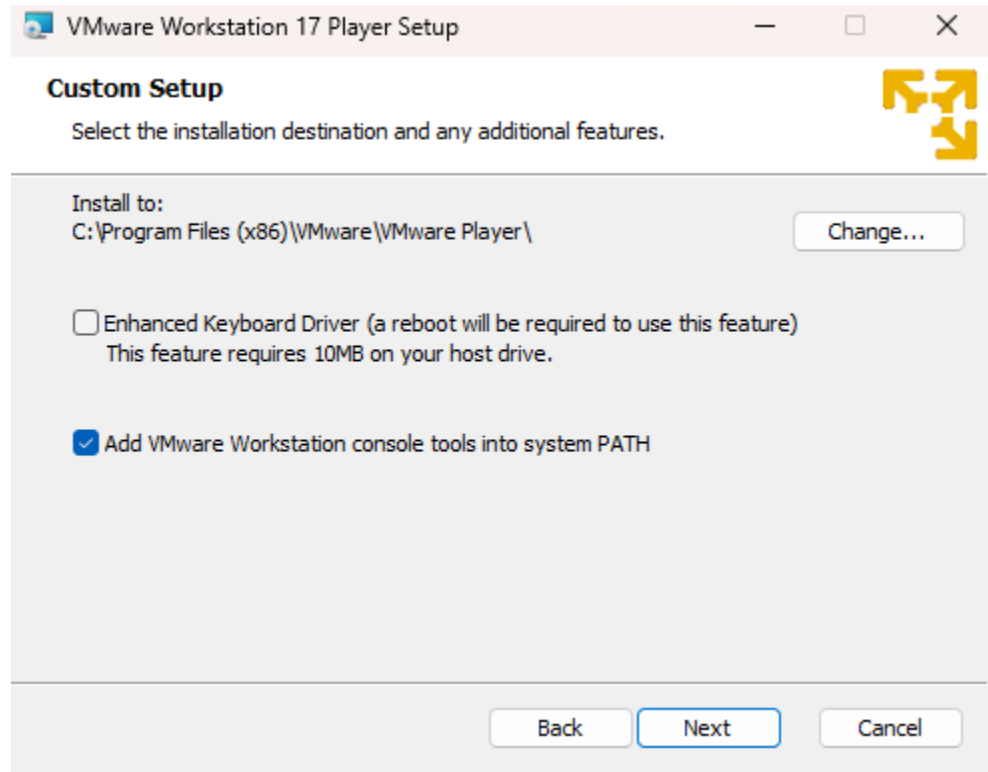 VMware Workstation 17 Player Setup
Custom Setup
Select the installation destination and any additional features.
Install to:
C:\Program Files (x86)\VMware\VMware Player\
Change...
Enhanced Keyboard Driver (a reboot will be required to use this feature)
This feature requires 10MB on your host drive.
Add VMware Workstation console tools into system PATH
Back Next Cancel